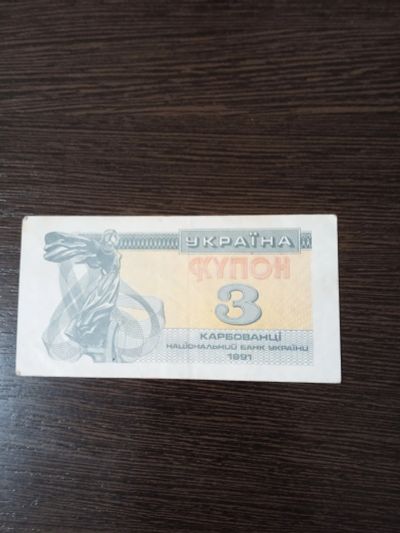 УКРАЇНА
КУПОН
3
КАРБОВАНЦІ
НАЦІОНАЛЬНИЙ БАНК УКРАЇНИ
1991